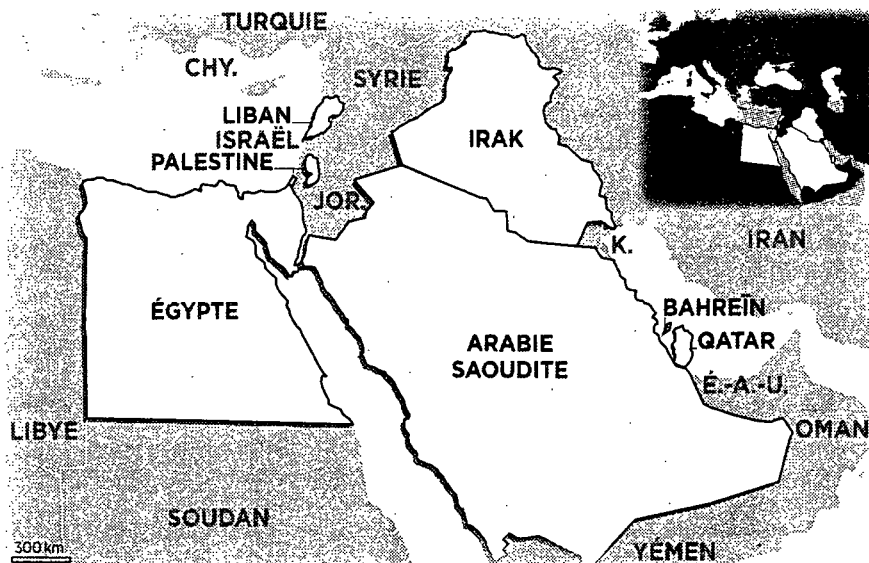 TURQUIE
CHY.
SYRIE
LIBAN
ISRAËL
PALESTINE
IRAK
JOR.
K.
IRAN
ÉGYPTE
BAHREÏN
ARABIE
SAOUDITE
QATAR
É.-A.-U.
LIBYE
OMAN
SOUDAN
YÉMEN
300 km